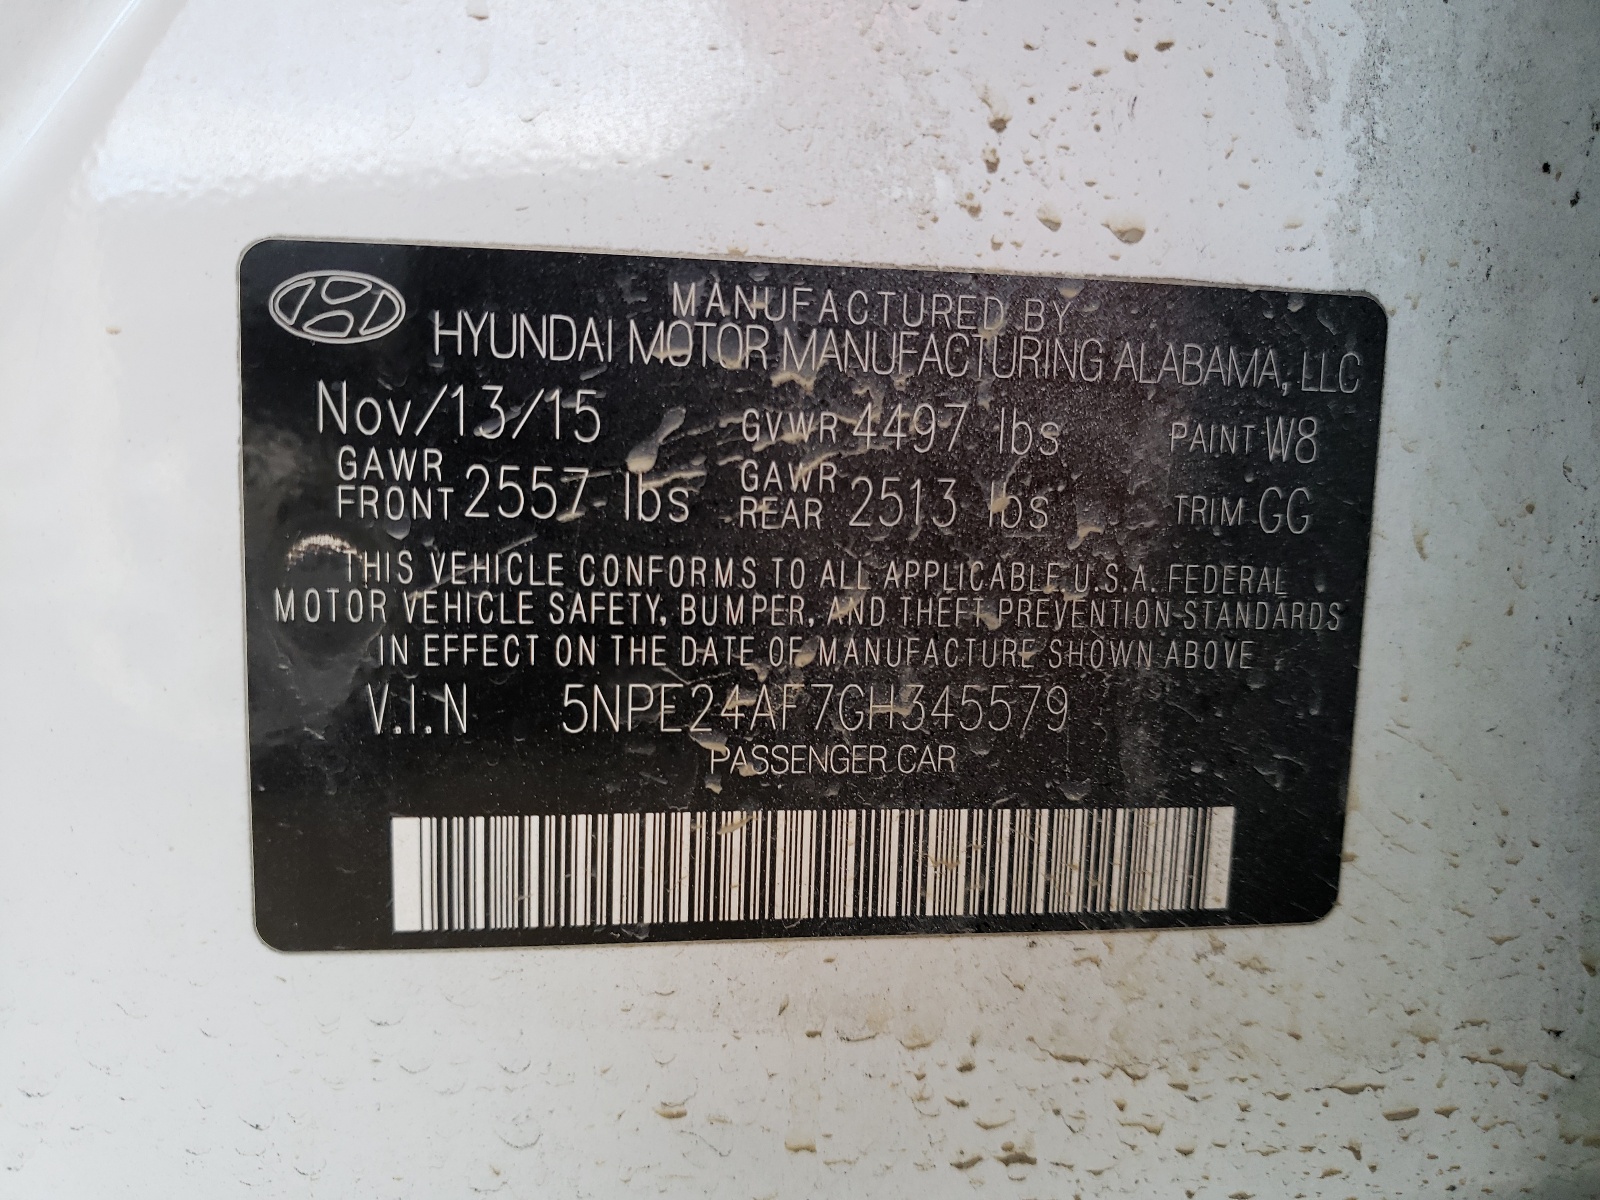 MANUFACTURED BY
HYUNDAI MOTOR MANUFACTURING ALABAMA, LLC
Nov/13/15 GVWR 4497 lbs PAINT W8
GAWR FRONT 2557 lbs GAWR REAR 2513 lbs TRIM GG
THIS VEHICLE CONFORMS TO ALL APPLICABLE U.S.A. FEDERAL
MOTOR VEHICLE SAFETY, BUMPER, AND THEFT PREVENTION STANDARDS
IN EFFECT ON THE DATE OF MANUFACTURE SHOWN ABOVE
V.I.N 5NPE24AF7GH345579
PASSENGER CAR